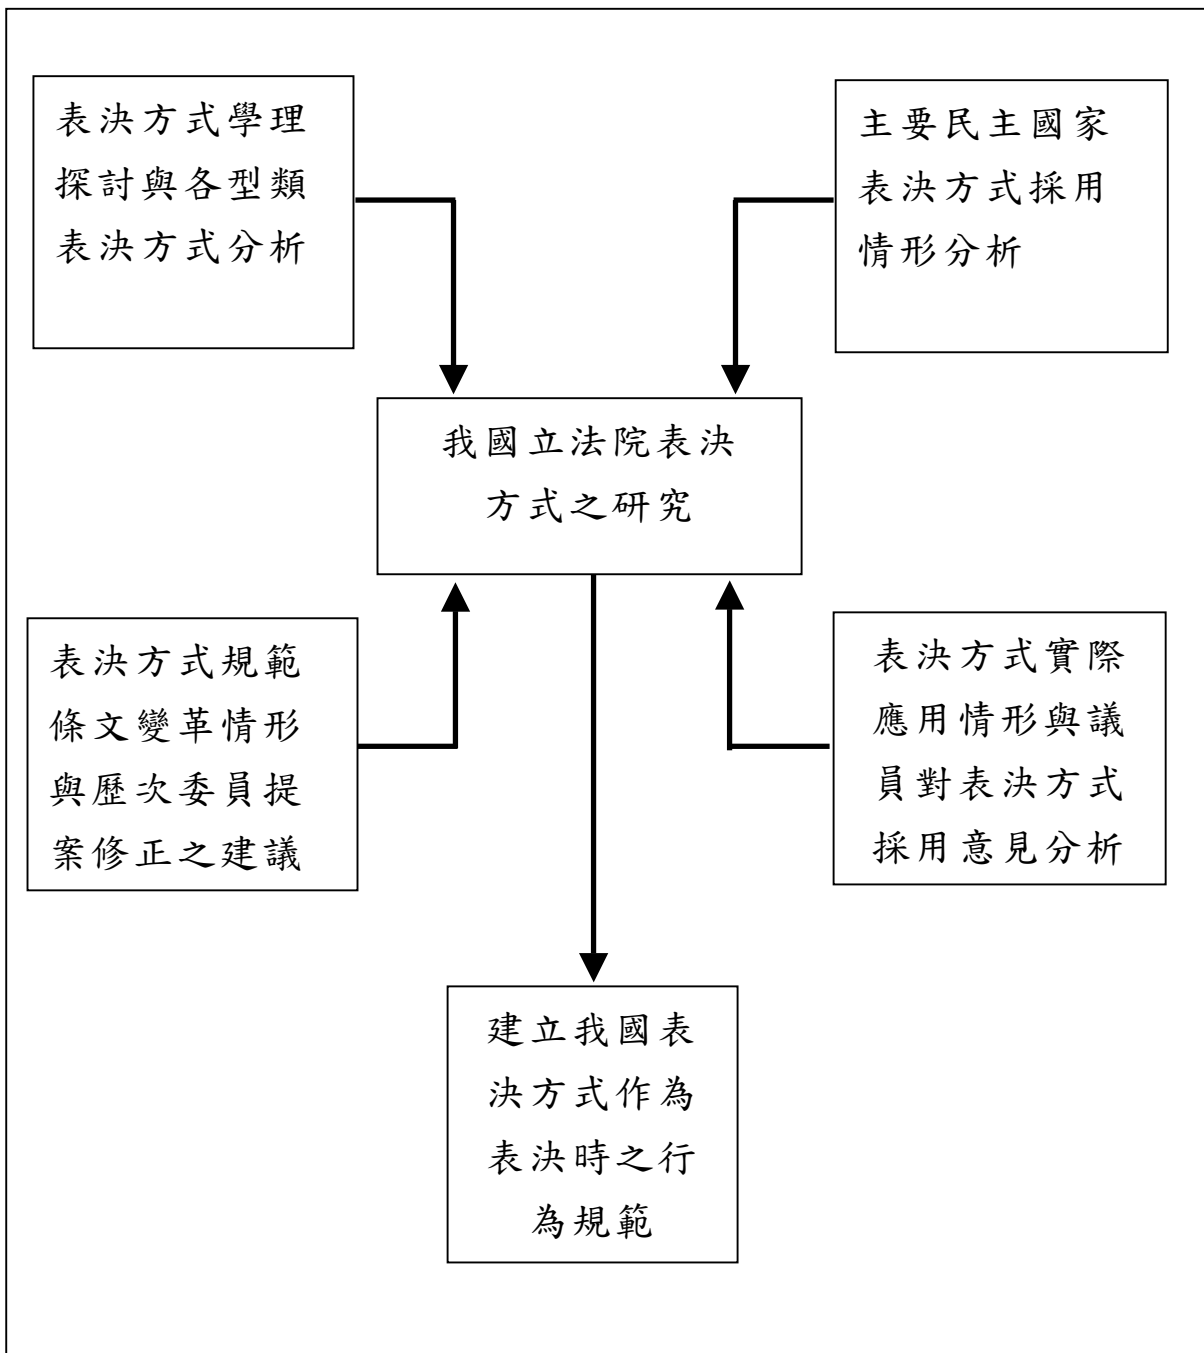 表決方式學理
探討與各型類
表決方式分析
主要民主國家
表決方式採用
情形分析
我國立法院表決
方式之研究
表決方式規範
條文變革情形
與歷次委員提
案修正之建議
表決方式實際
應用情形與議
員對表決方式
採用意見分析
建立我國表
決方式作為
表決時之行
為規範